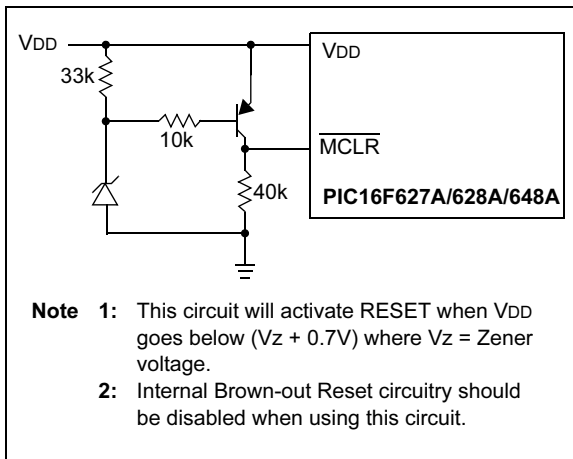 VDD
VDD
33k
10k
MCLR
40k
PIC16F627A/628A/648A
Note 1: This circuit will activate RESET when VDD
goes below (Vz + 0.7V) where Vz = Zener
voltage.
2: Internal Brown-out Reset circuitry should
be disabled when using this circuit.